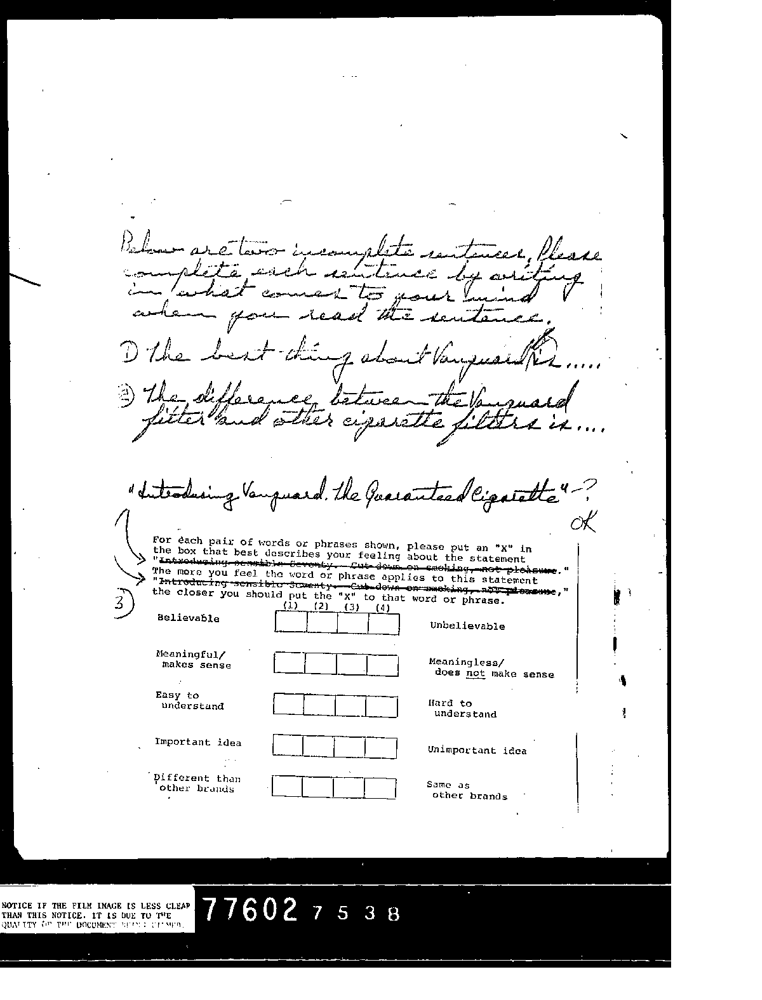 Below are two incomplete sentences, Please
complete each sentence by writing
in what comes to your mind
when you read the sentence.
1) The best thing about Vanguard is .....
2) The difference between the Vanguard
filter and other cigarette filters is ....
"Introducing Vanguard. The Guaranteed Cigarette" - ?
OK
For each pair of words or phrases shown, please put an "X" in
the box that best describes your feeling about the statement
"Introducing sensible Seventy. Cut down on smoking, not pleasure."
The more you feel the word or phrase applies to this statement
"Introducing sensible Seventy. Cut down on smoking, not pleasure,"
3) the closer you should put the "X" to that word or phrase.
(1) (2) (3) (4)
Believable Unbelievable
Meaningful/ Meaningless/
makes sense does not make sense
Easy to Hard to
understand understand
Important idea Unimportant idea
Different than Same as
other brands other brands
NOTICE IF THE FILM IMAGE IS LESS CLEAR
THAN THIS NOTICE, IT IS DUE TO THE
QUALITY OF THE DOCUMENT
77602 7538